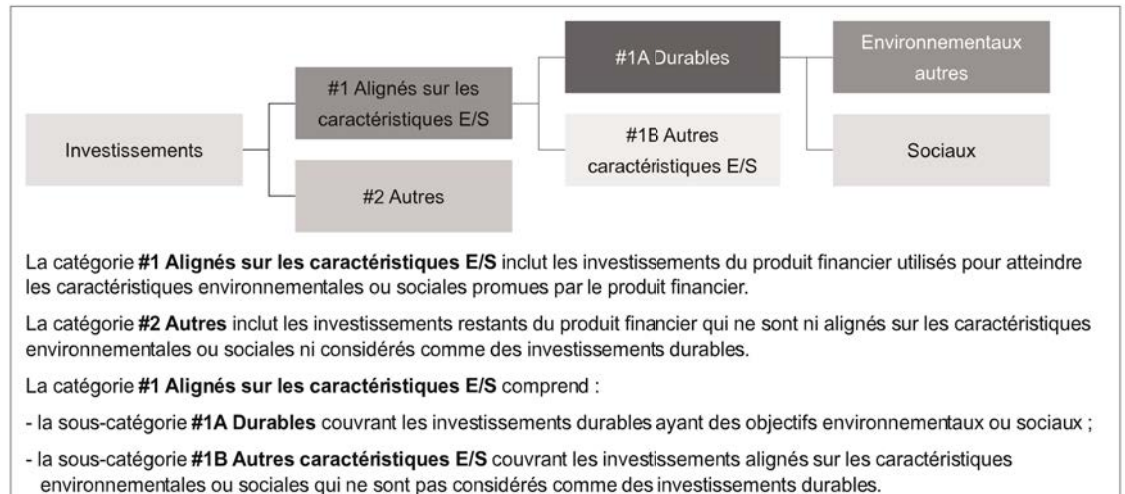 Investissements
#1 Alignés sur les
caractéristiques E/S
#2 Autres
#1A Durables
#1B Autres
caractéristiques E/S
Environnementaux
autres
Sociaux
La catégorie #1 Alignés sur les caractéristiques E/S inclut les investissements du produit financier utilisés pour atteindre
les caractéristiques environnementales ou sociales promues par le produit financier.
La catégorie #2 Autres inclut les investissements restants du produit financier qui ne sont ni alignés sur les caractéristiques
environnementales ou sociales ni considérés comme des investissements durables.
La catégorie #1 Alignés sur les caractéristiques E/S comprend :
- la sous-catégorie #1A Durables couvrant les investissements durables ayant des objectifs environnementaux ou sociaux ;
- la sous-catégorie #1B Autres caractéristiques E/S couvrant les investissements alignés sur les caractéristiques
environnementales ou sociales qui ne sont pas considérés comme des investissements durables.